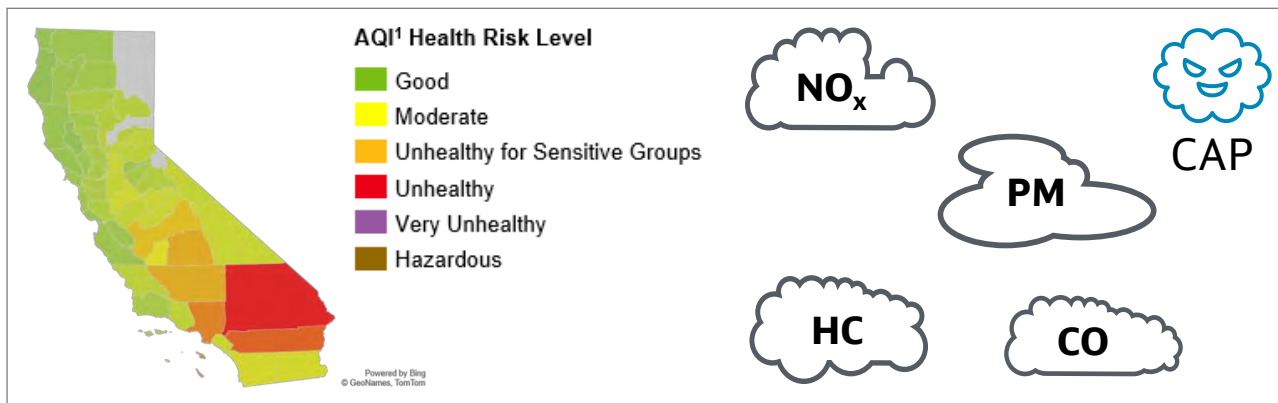 AQI¹ Health Risk Level
Good
Moderate
Unhealthy for Sensitive Groups
Unhealthy
Very Unhealthy
Hazardous
Powered by Bing
© GeoNames, TomTom
NOₓ
CAP
PM
HC
CO